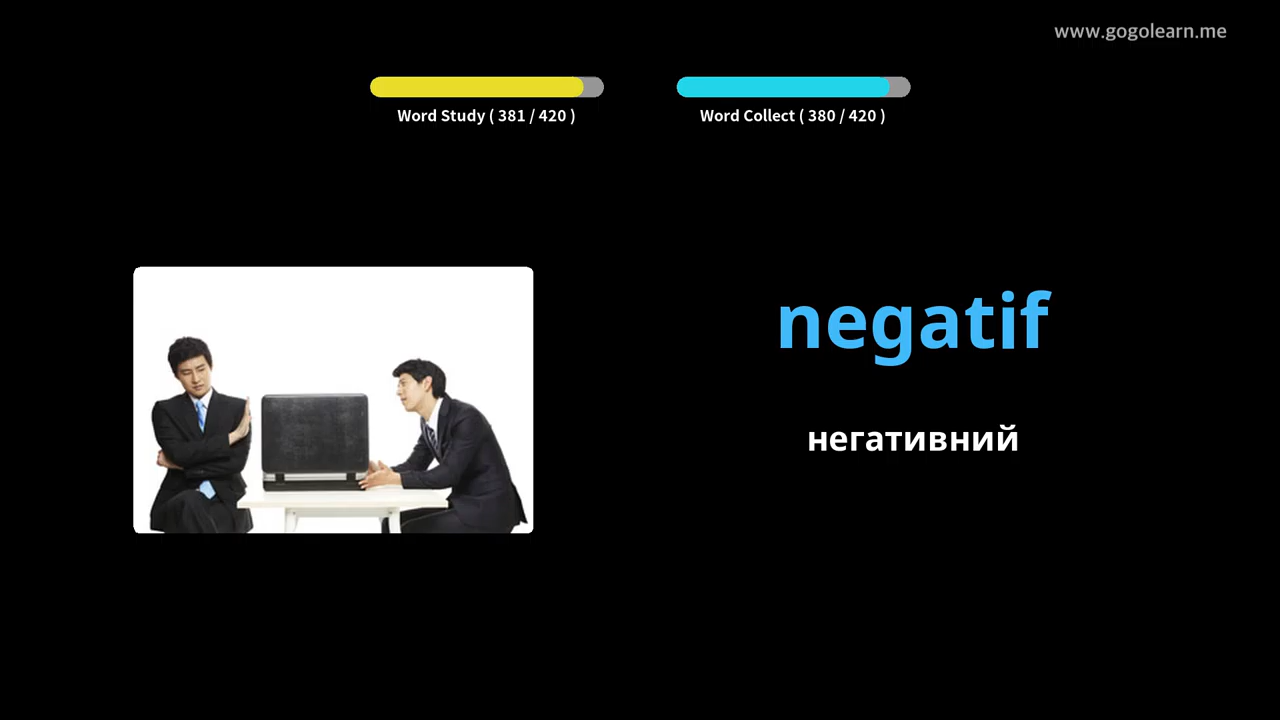 www.gogolearn.me
Word Study ( 381 / 420 )
Word Collect ( 380 / 420 )
negatif
негативний